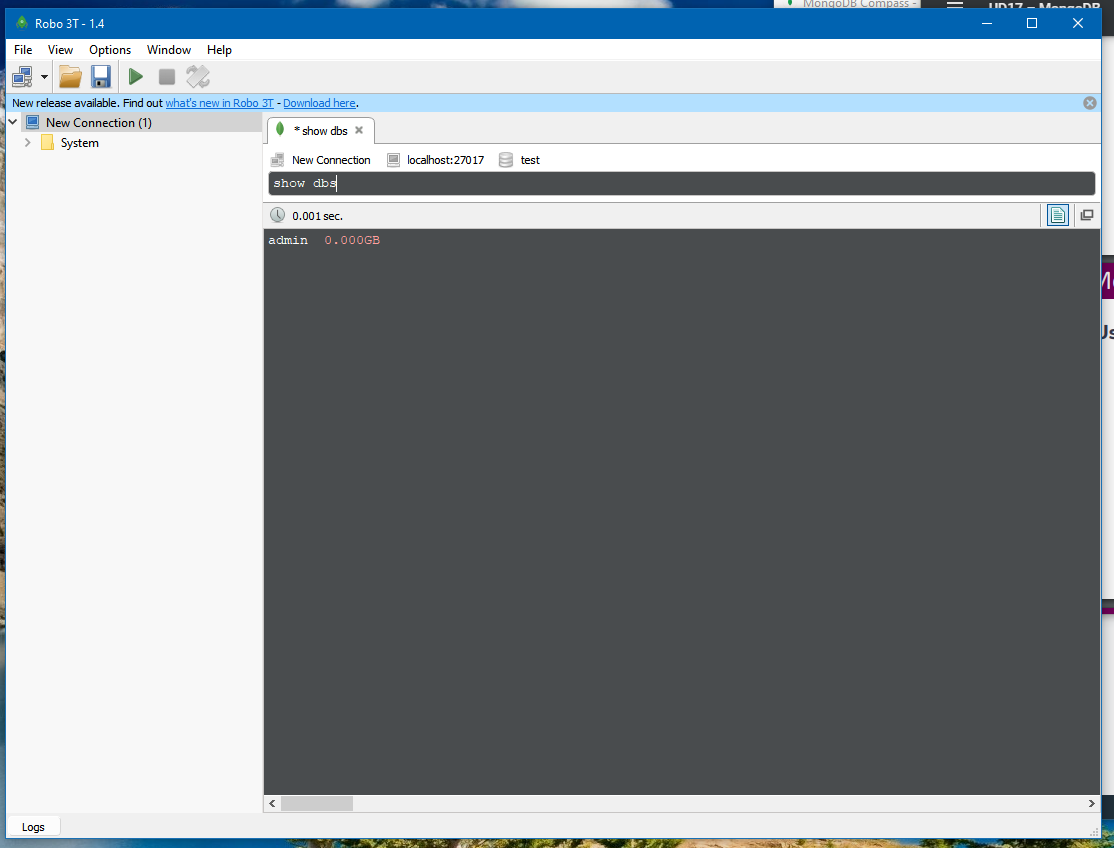 MongoDB Compass -
UD17 - MongoDB
Robo 3T - 1.4
File View Options Window Help
New release available. Find out what's new in Robo 3T - Download here.
New Connection (1)
System
* show dbs
New Connection localhost:27017 test
show dbs
0.001 sec.
admin 0.000GB
Logs